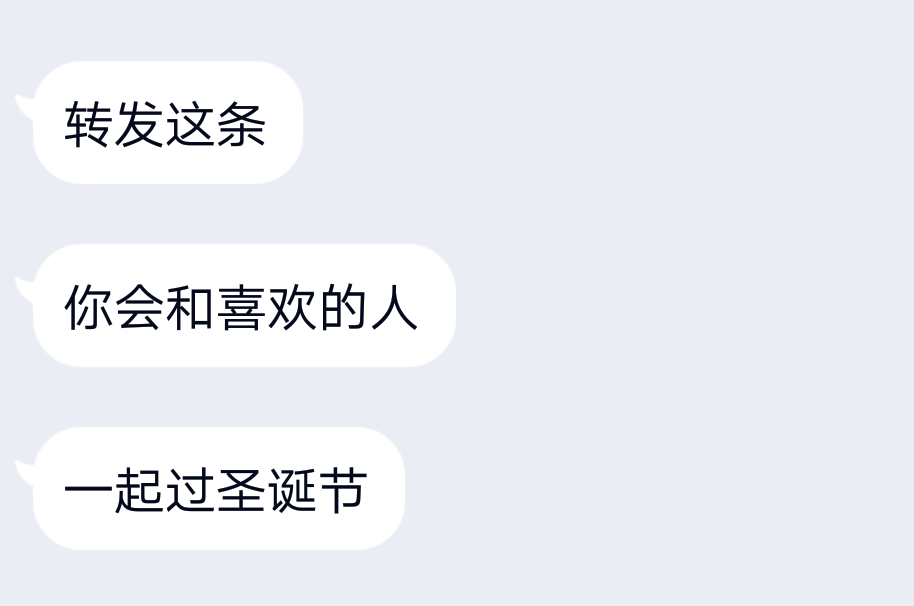 转发这条
你会和喜欢的人
一起过圣诞节